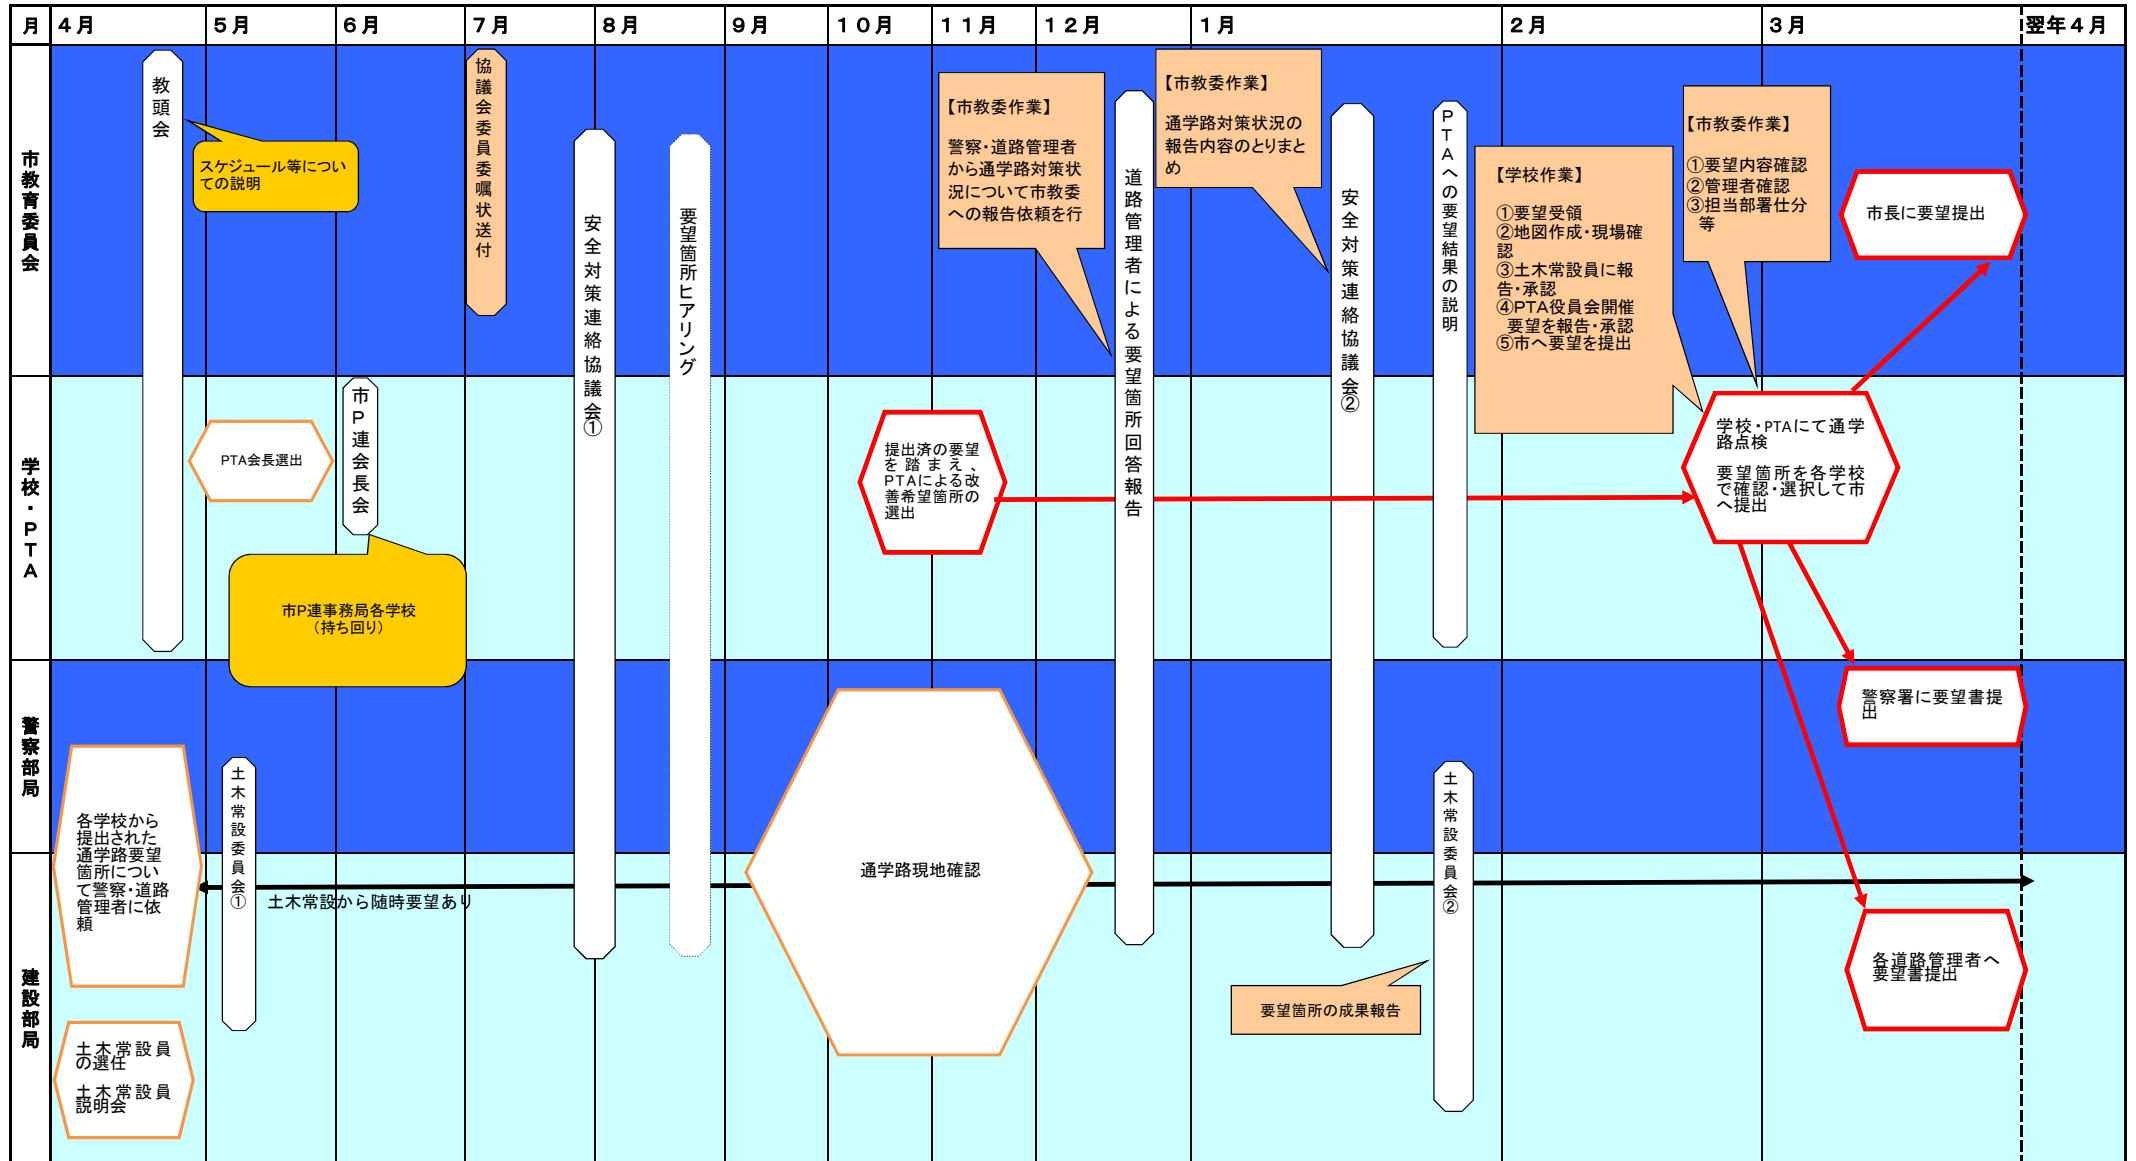 月
４月
５月
６月
７月
８月
９月
１０月
１１月
１２月
１月
２月
３月
翌年４月
市教育委員会
学校・ＰＴＡ
警察部局
建設部局
教頭会
スケジュール等につい
ての説明
協議会委員委嘱状送付
安全対策連絡協議会①
要望箇所ヒアリング
【市教委作業】
警察・道路管理者
から通学路対策状
況について市教委
への報告依頼を行
道路管理者による要望箇所回答報告
【市教委作業】
通学路対策状況の
報告内容のとりまと
め
安全対策連絡協議会②
ＰＴＡへの要望結果の説明
【学校作業】
①要望受領
②地図作成・現場確
認
③土木常設員に報
告・承認
④PTA役員会開催
要望を報告・承認
⑤市へ要望を提出
【市教委作業】
①要望内容確認
②管理者確認
③担当部署仕分
等
市長に要望提出
PTA会長選出
市Ｐ連会長会
市P連事務局各学校
（持ち回り）
提出済の要望
を踏まえ、
PTAによる改
善希望箇所の
選出
学校・PTAにて通学
路点検
要望箇所を各学校
で確認・選択して市
へ提出
警察署に要望書提
出
各学校から
提出された
通学路要望
箇所につい
て警察・道路
管理者に依
頼
土木常設委員会①
土木常設から随時要望あり
通学路現地確認
土木常設委員会②
要望箇所の成果報告
各道路管理者へ
要望書提出
土木常設員
の選任
土木常設員
説明会